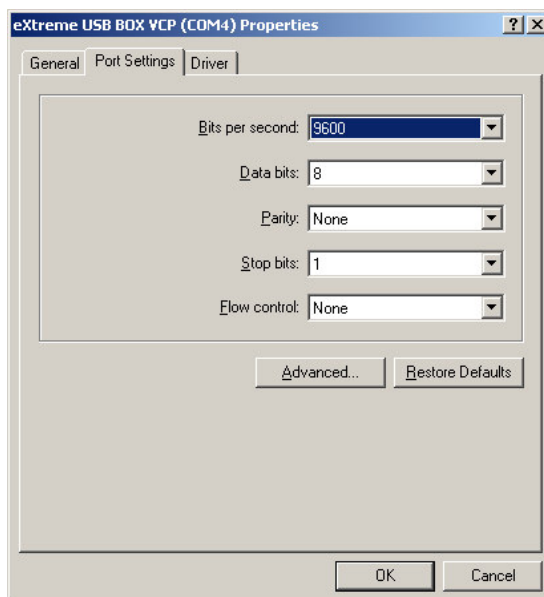 eXtreme USB BOX VCP (COM4) Properties
General Port Settings Driver
Bits per second: 9600
Data bits: 8
Parity: None
Stop bits: 1
Flow control: None
Advanced... Restore Defaults
OK Cancel